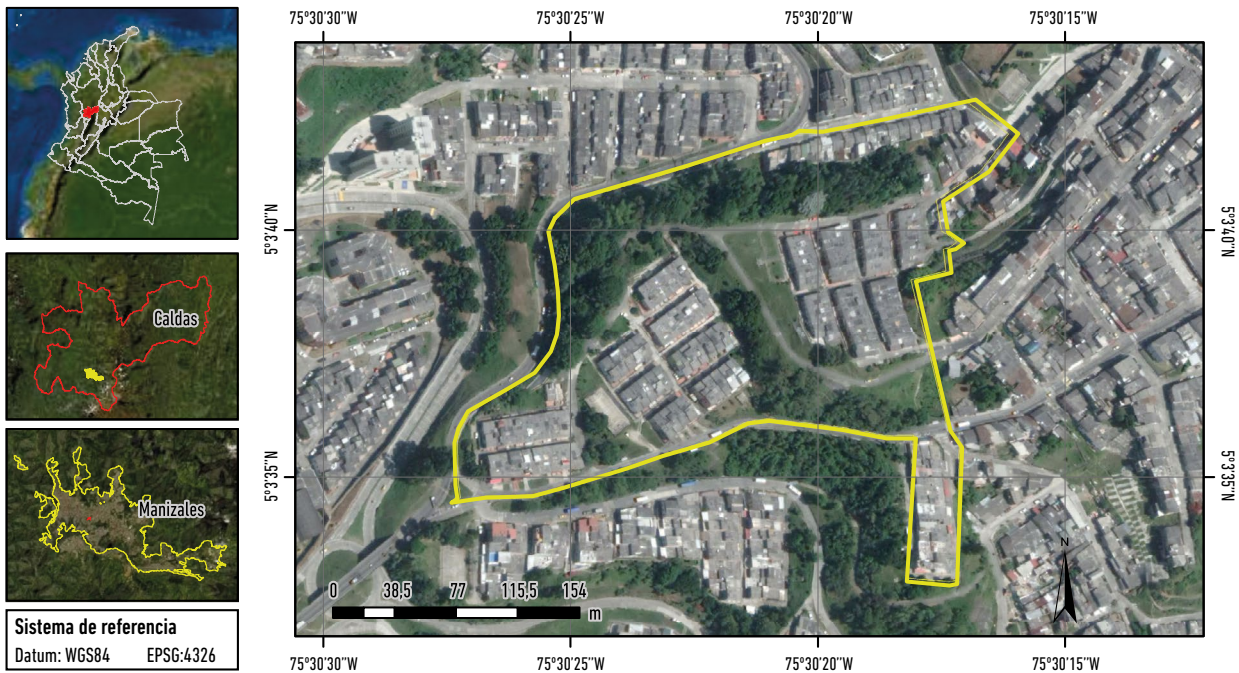 75°30'30''W 75°30'25''W 75°30'20''W 75°30'15''W
5°3'40''N 5°3'40''N
Caldas
Manizales
5°3'35''N 5°3'35''N
N
0 38,5 77 115,5 154
m
Sistema de referencia
Datum: WGS84 EPSG:4326
75°30'30''W 75°30'25''W 75°30'20''W 75°30'15''W